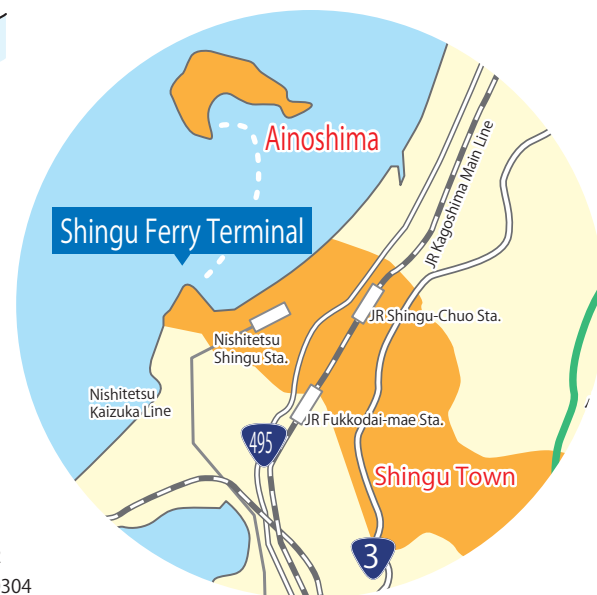 Ainoshima
JR Kagoshima Main Line
Shingu Ferry Terminal
JR Shingu-Chuo Sta.
Nishitetsu
Shingu Sta.
Nishitetsu
Kaizuka Line
JR Fukkodai-mae Sta.
495
Shingu Town
3
0304